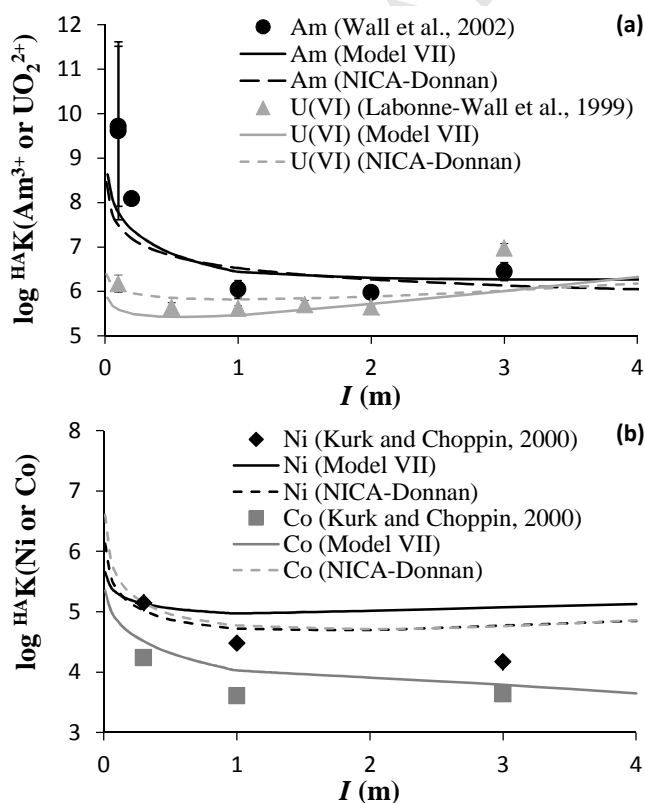 (a)
Am (Wall et al., 2002)
Am (Model VII)
Am (NICA-Donnan)
U(VI) (Labonne-Wall et al., 1999)
U(VI) (Model VII)
U(VI) (NICA-Donnan)
log ᴴᴬK(Am³⁺ or UO₂²⁺)
12
11
10
9
8
7
6
5
0 1 2 3 4
I (m)
(b)
Ni (Kurk and Choppin, 2000)
Ni (Model VII)
Ni (NICA-Donnan)
Co (Kurk and Choppin, 2000)
Co (Model VII)
Co (NICA-Donnan)
log ᴴᴬK(Ni or Co)
8
7
6
5
4
3
0 1 2 3 4
I (m)